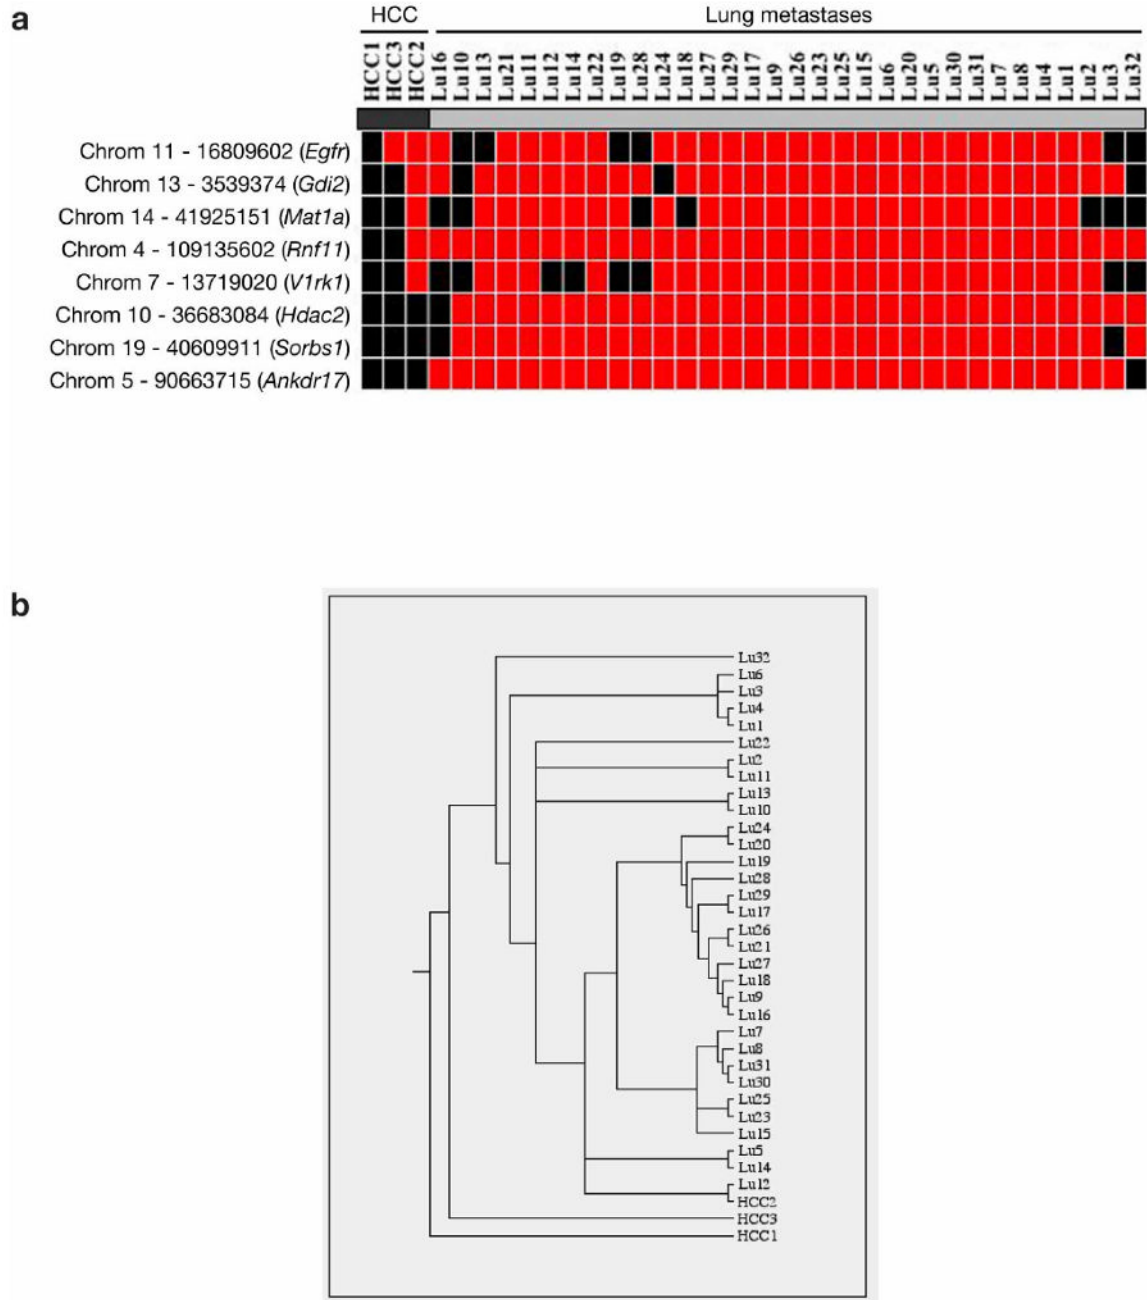 a
HCC Lung metastases
HCC1 HCC3 HCC2 Lu16 Lu10 Lu13 Lu21 Lu11 Lu12 Lu14 Lu22 Lu19 Lu28 Lu24 Lu18 Lu27 Lu29 Lu17 Lu9 Lu26 Lu23 Lu25 Lu15 Lu6 Lu20 Lu5 Lu30 Lu31 Lu7 Lu8 Lu4 Lu1 Lu2 Lu3 Lu32
Chrom 11 - 16809602 (Egfr)
Chrom 13 - 3539374 (Gdi2)
Chrom 14 - 41925151 (Mat1a)
Chrom 4 - 109135602 (Rnf11)
Chrom 7 - 13719020 (V1rk1)
Chrom 10 - 36683084 (Hdac2)
Chrom 19 - 40609911 (Sorbs1)
Chrom 5 - 90663715 (Ankdr17)
b
Lu32
Lu6
Lu3
Lu4
Lu1
Lu22
Lu2
Lu11
Lu13
Lu10
Lu24
Lu20
Lu19
Lu28
Lu29
Lu17
Lu26
Lu21
Lu27
Lu18
Lu9
Lu16
Lu7
Lu8
Lu31
Lu30
Lu25
Lu23
Lu15
Lu5
Lu14
Lu12
HCC2
HCC3
HCC1